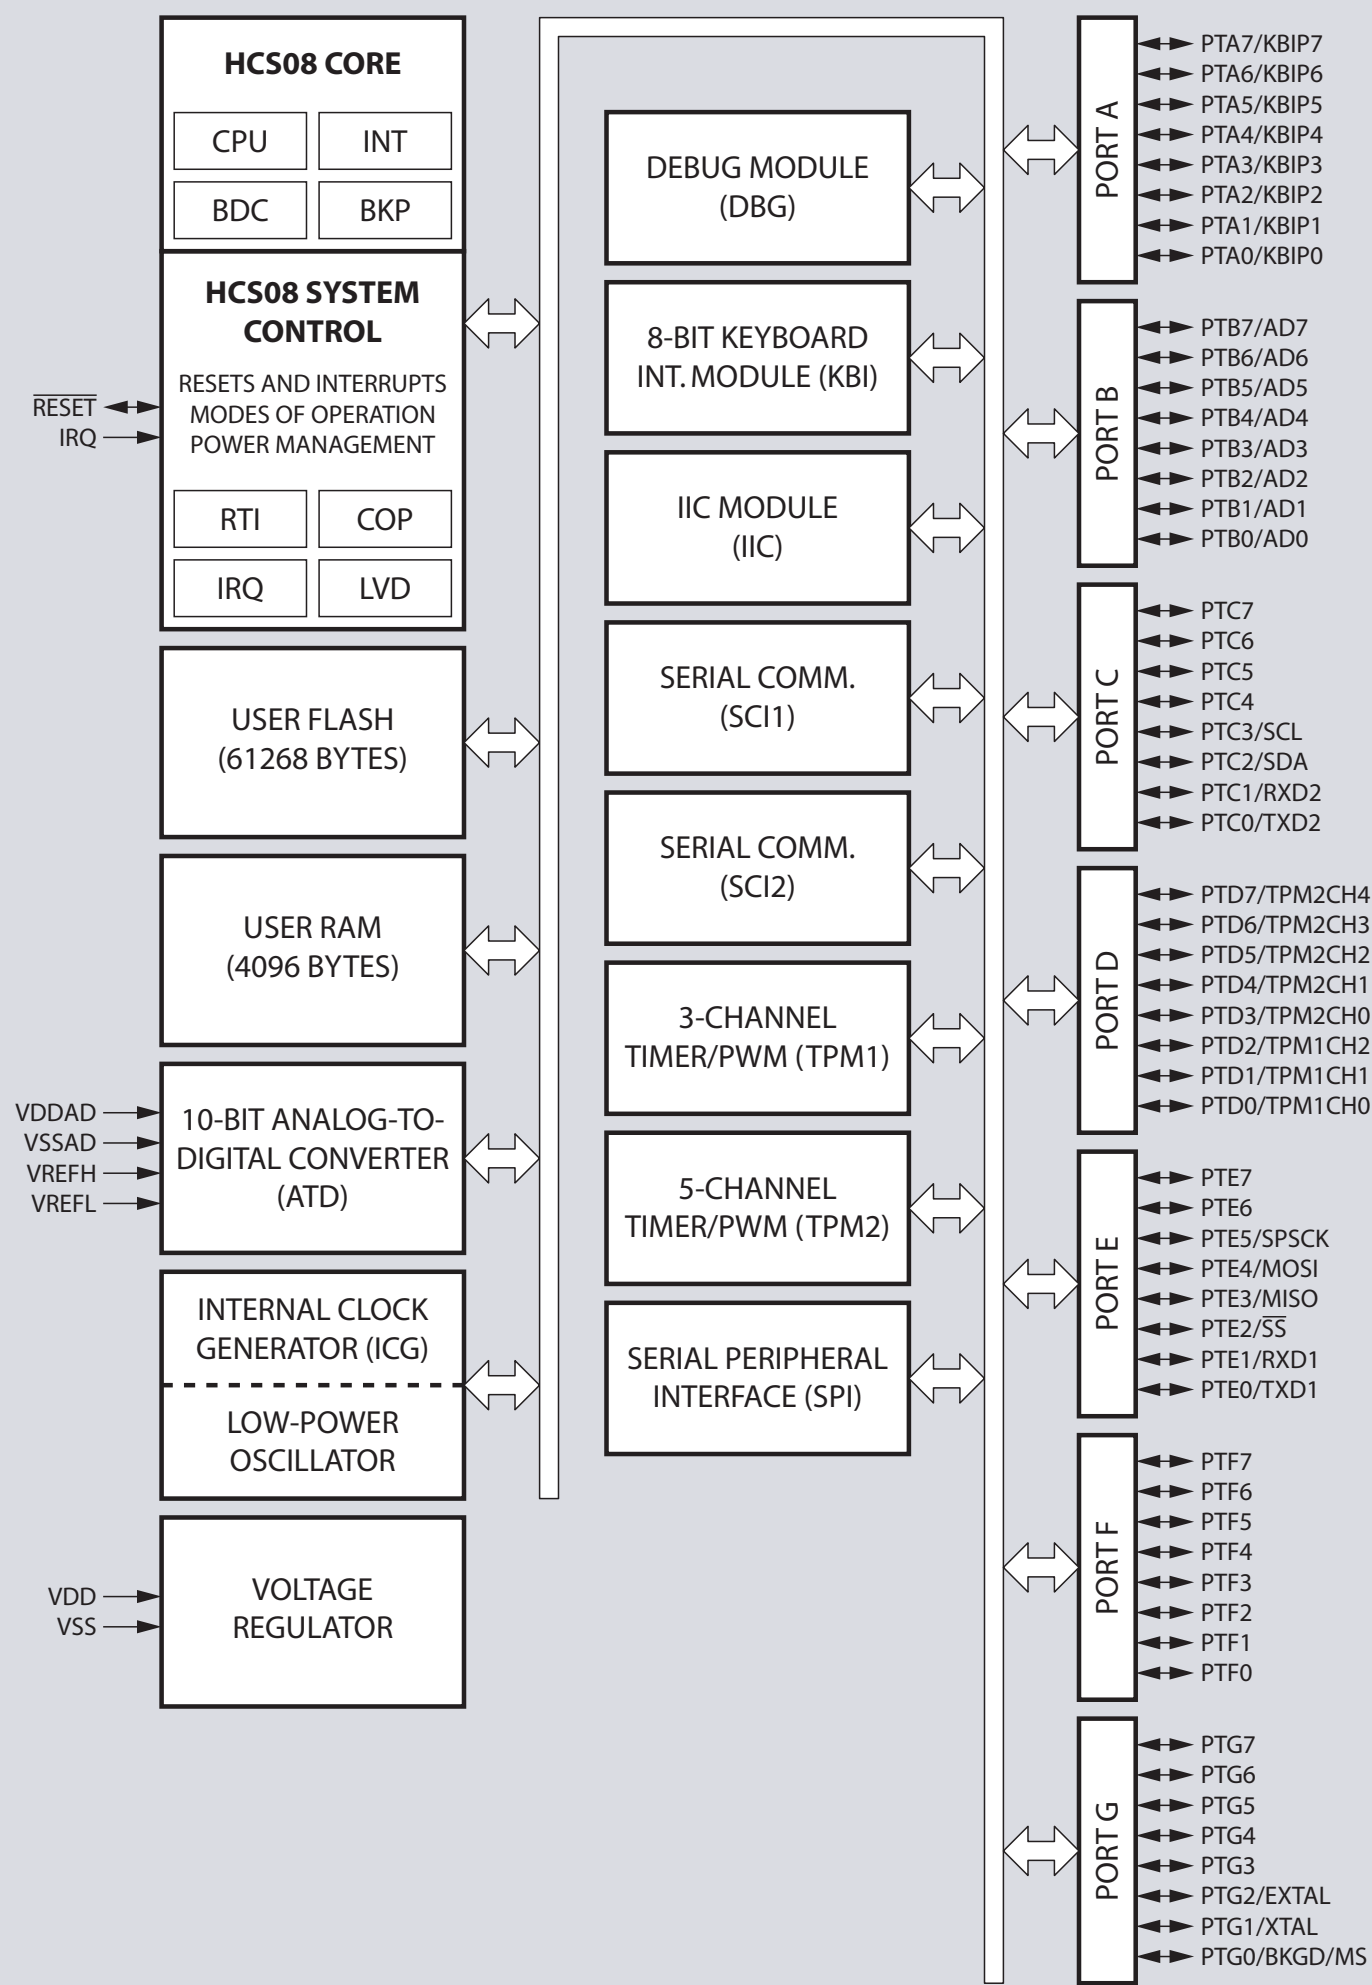 HCS08 CORE
CPU
INT
BDC
BKP
HCS08 SYSTEM
CONTROL
RESETS AND INTERRUPTS
MODES OF OPERATION
POWER MANAGEMENT
RESET
IRQ
RTI
COP
IRQ
LVD
USER FLASH
(61268 BYTES)
USER RAM
(4096 BYTES)
VDDAD
VSSAD
VREFH
VREFL
10-BIT ANALOG-TO-
DIGITAL CONVERTER
(ATD)
INTERNAL CLOCK
GENERATOR (ICG)
LOW-POWER
OSCILLATOR
VDD
VSS
VOLTAGE
REGULATOR
DEBUG MODULE
(DBG)
8-BIT KEYBOARD
INT. MODULE (KBI)
IIC MODULE
(IIC)
SERIAL COMM.
(SCI1)
SERIAL COMM.
(SCI2)
3-CHANNEL
TIMER/PWM (TPM1)
5-CHANNEL
TIMER/PWM (TPM2)
SERIAL PERIPHERAL
INTERFACE (SPI)
PORT A
PTA7/KBIP7
PTA6/KBIP6
PTA5/KBIP5
PTA4/KBIP4
PTA3/KBIP3
PTA2/KBIP2
PTA1/KBIP1
PTA0/KBIP0
PORT B
PTB7/AD7
PTB6/AD6
PTB5/AD5
PTB4/AD4
PTB3/AD3
PTB2/AD2
PTB1/AD1
PTB0/AD0
PORT C
PTC7
PTC6
PTC5
PTC4
PTC3/SCL
PTC2/SDA
PTC1/RXD2
PTC0/TXD2
PORT D
PTD7/TPM2CH4
PTD6/TPM2CH3
PTD5/TPM2CH2
PTD4/TPM2CH1
PTD3/TPM2CH0
PTD2/TPM1CH2
PTD1/TPM1CH1
PTD0/TPM1CH0
PORT E
PTE7
PTE6
PTE5/SPSCK
PTE4/MOSI
PTE3/MISO
PTE2/SS
PTE1/RXD1
PTE0/TXD1
PORT F
PTF7
PTF6
PTF5
PTF4
PTF3
PTF2
PTF1
PTF0
PORT G
PTG7
PTG6
PTG5
PTG4
PTG3
PTG2/EXTAL
PTG1/XTAL
PTG0/BKGD/MS